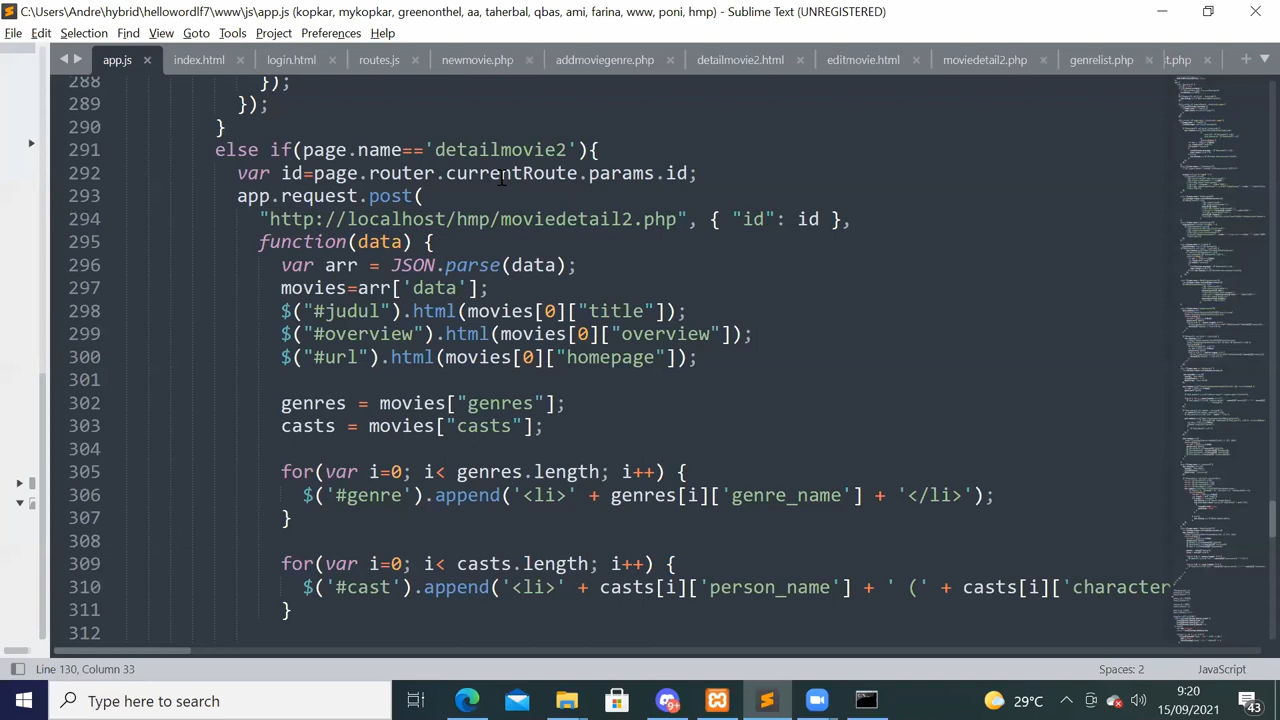 C:\Users\Andre\hybrid\hellowordlf7\www\js\app.js (kopkar, mykopkar, greenotchel, aa, taherbal, qbas, ami, farina, www, poni, hmp) - Sublime Text (UNREGISTERED)
File Edit Selection Find View Goto Tools Project Preferences Help
app.js index.html login.html routes.js newmovie.php addmoviegenre.php detailmovie2.html editmovie.html moviedetail2.php genrelist.php t.php
288 });
289 });
290 }
291 else if(page.name=='detailmovie2'){
292 var id=page.router.currentRoute.params.id;
293 app.request.post(
294 "http://localhost/hmp/moviedetail2.php", { "id": id },
295 function(data) {
296 var arr = JSON.parse(data);
297 movies=arr['data'];
298 $("#judul").html(movies[0]["title"]);
299 $("#overview").html(movies[0]["overview"]);
300 $("#url").html(movies[0]["homepage"]);
301
302 genres = movies["genres"];
303 casts = movies["casts"];
304
305 for(var i=0; i< genres.length; i++) {
306 $('#genre').append('<li>' + genres[i]['genre_name'] + '</li>');
307 }
308
309 for(var i=0; i< casts.length; i++) {
310 $('#cast').append('<li>' + casts[i]['person_name'] + ' (' + casts[i]['character
311 }
312
Line 130, Column 33 Spaces: 2 JavaScript
Type here to search 29°C 9:20
15/09/2021 43